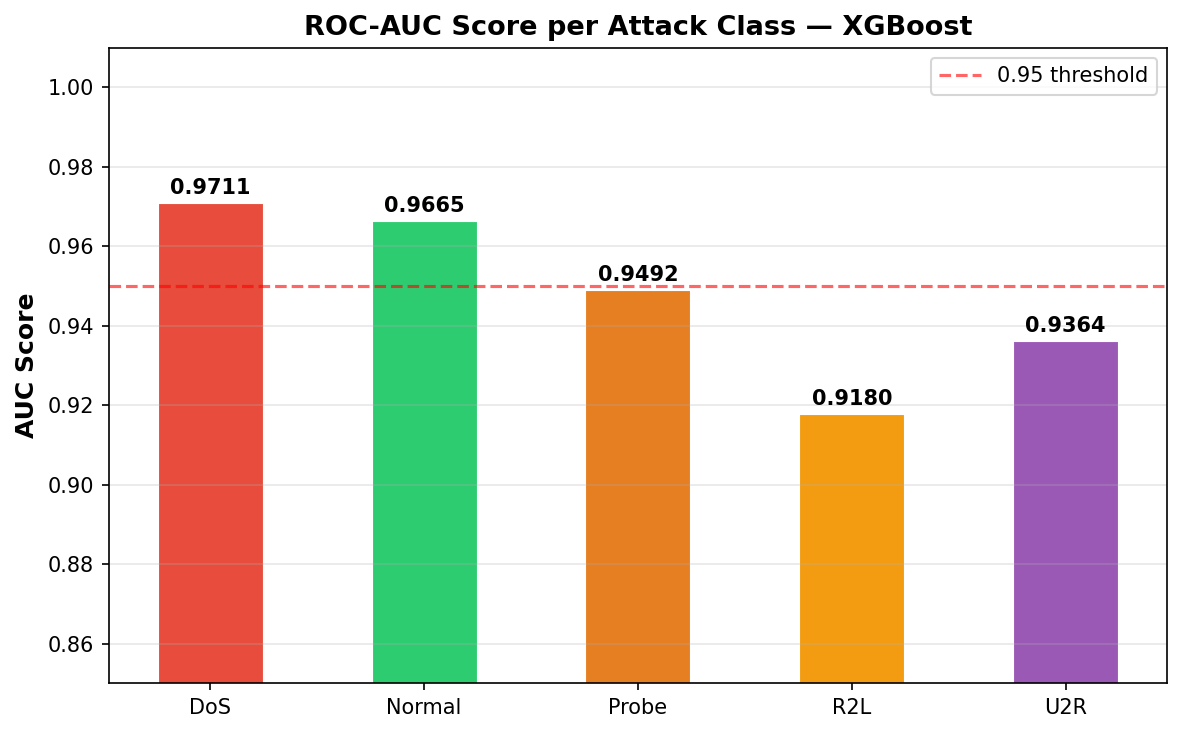 ROC-AUC Score per Attack Class — XGBoost
0.95 threshold
AUC Score
1.00
0.98
0.96
0.94
0.92
0.90
0.88
0.86
0.9711
0.9665
0.9492
0.9180
0.9364
DoS
Normal
Probe
R2L
U2R